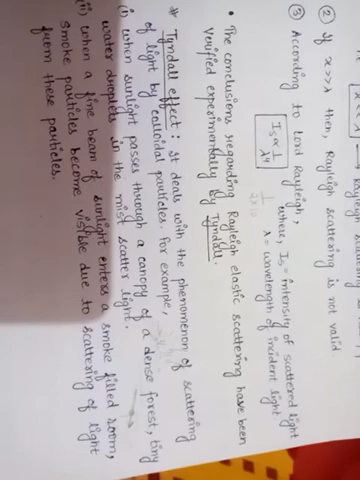 ② If x >> λ then, Rayleigh scattering is not valid
③ According to Lord Rayleigh,
Is ∝ 1/λ⁴ where, Is = intensity of scattered light
λ = wavelength of incident light
• The conclusions regarding Rayleigh elastic scattering have been
verified experimentally by Tyndall.
# Tyndall effect: It deals with the phenomenon of scattering
of light by colloidal particles. For example,
(i) when sunlight passes through a canopy of a dense forest, tiny
water droplets in the mist scatter light.
(ii) when a fine beam of sunlight enters a smoke filled room,
smoke particles become visible due to scattering of light
from these particles.